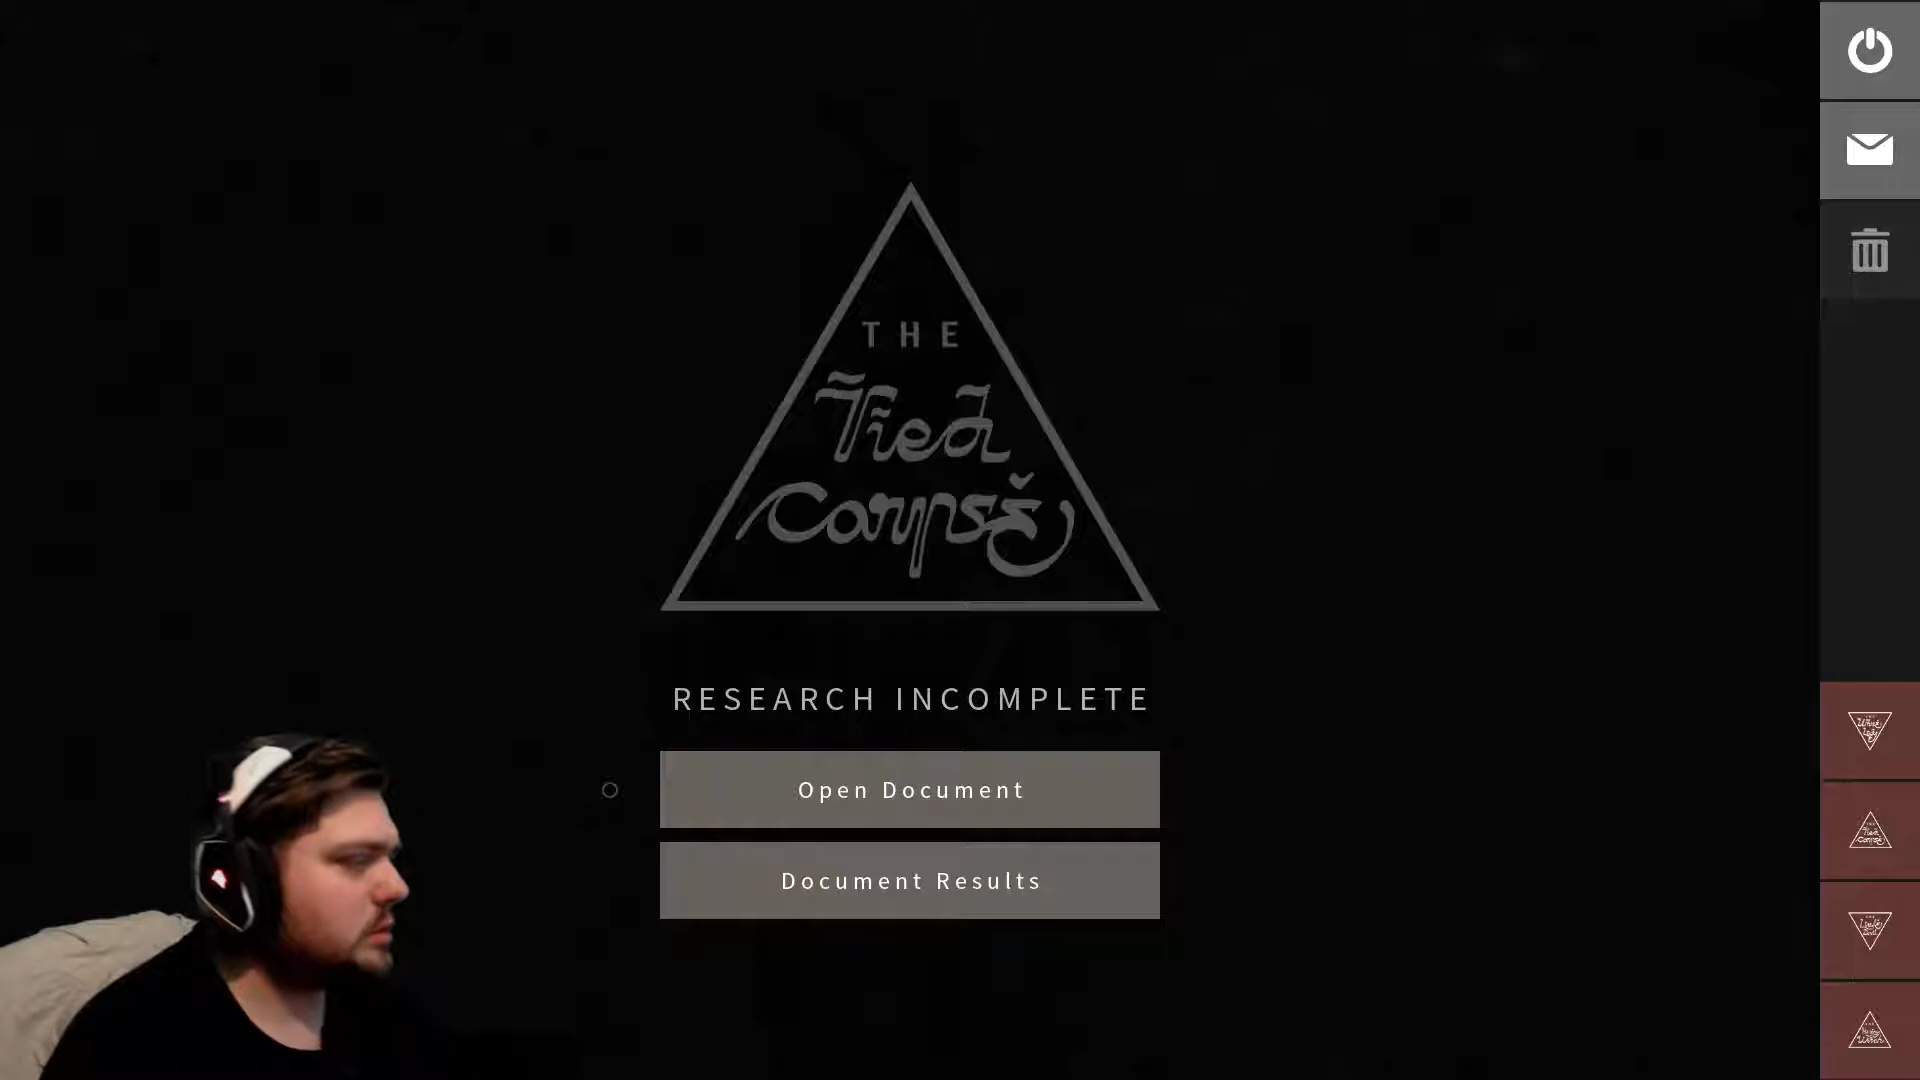 THE
Tied
Corpse
RESEARCH INCOMPLETE
Open Document
Document Results